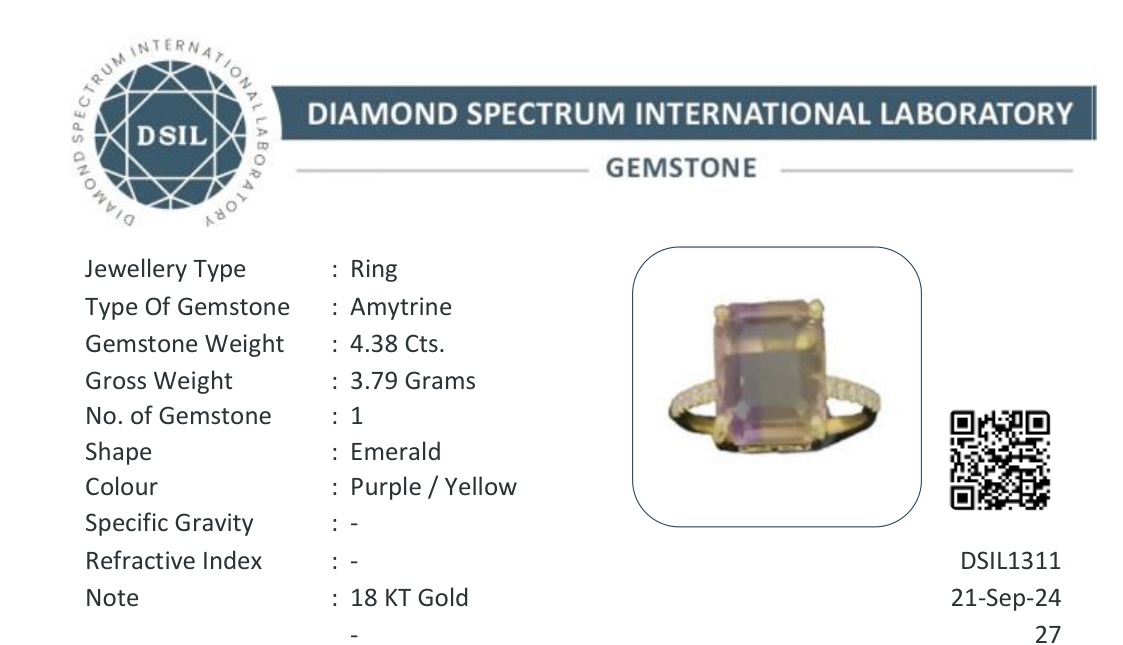 DIAMOND SPECTRUM INTERNATIONAL LABORATORY
DSIL
DIAMOND SPECTRUM INTERNATIONAL LABORATORY
GEMSTONE
Jewellery Type : Ring
Type Of Gemstone : Amytrine
Gemstone Weight : 4.38 Cts.
Gross Weight : 3.79 Grams
No. of Gemstone : 1
Shape : Emerald
Colour : Purple / Yellow
Specific Gravity : -
Refractive Index : -
Note : 18 KT Gold
-
DSIL1311
21-Sep-24
27